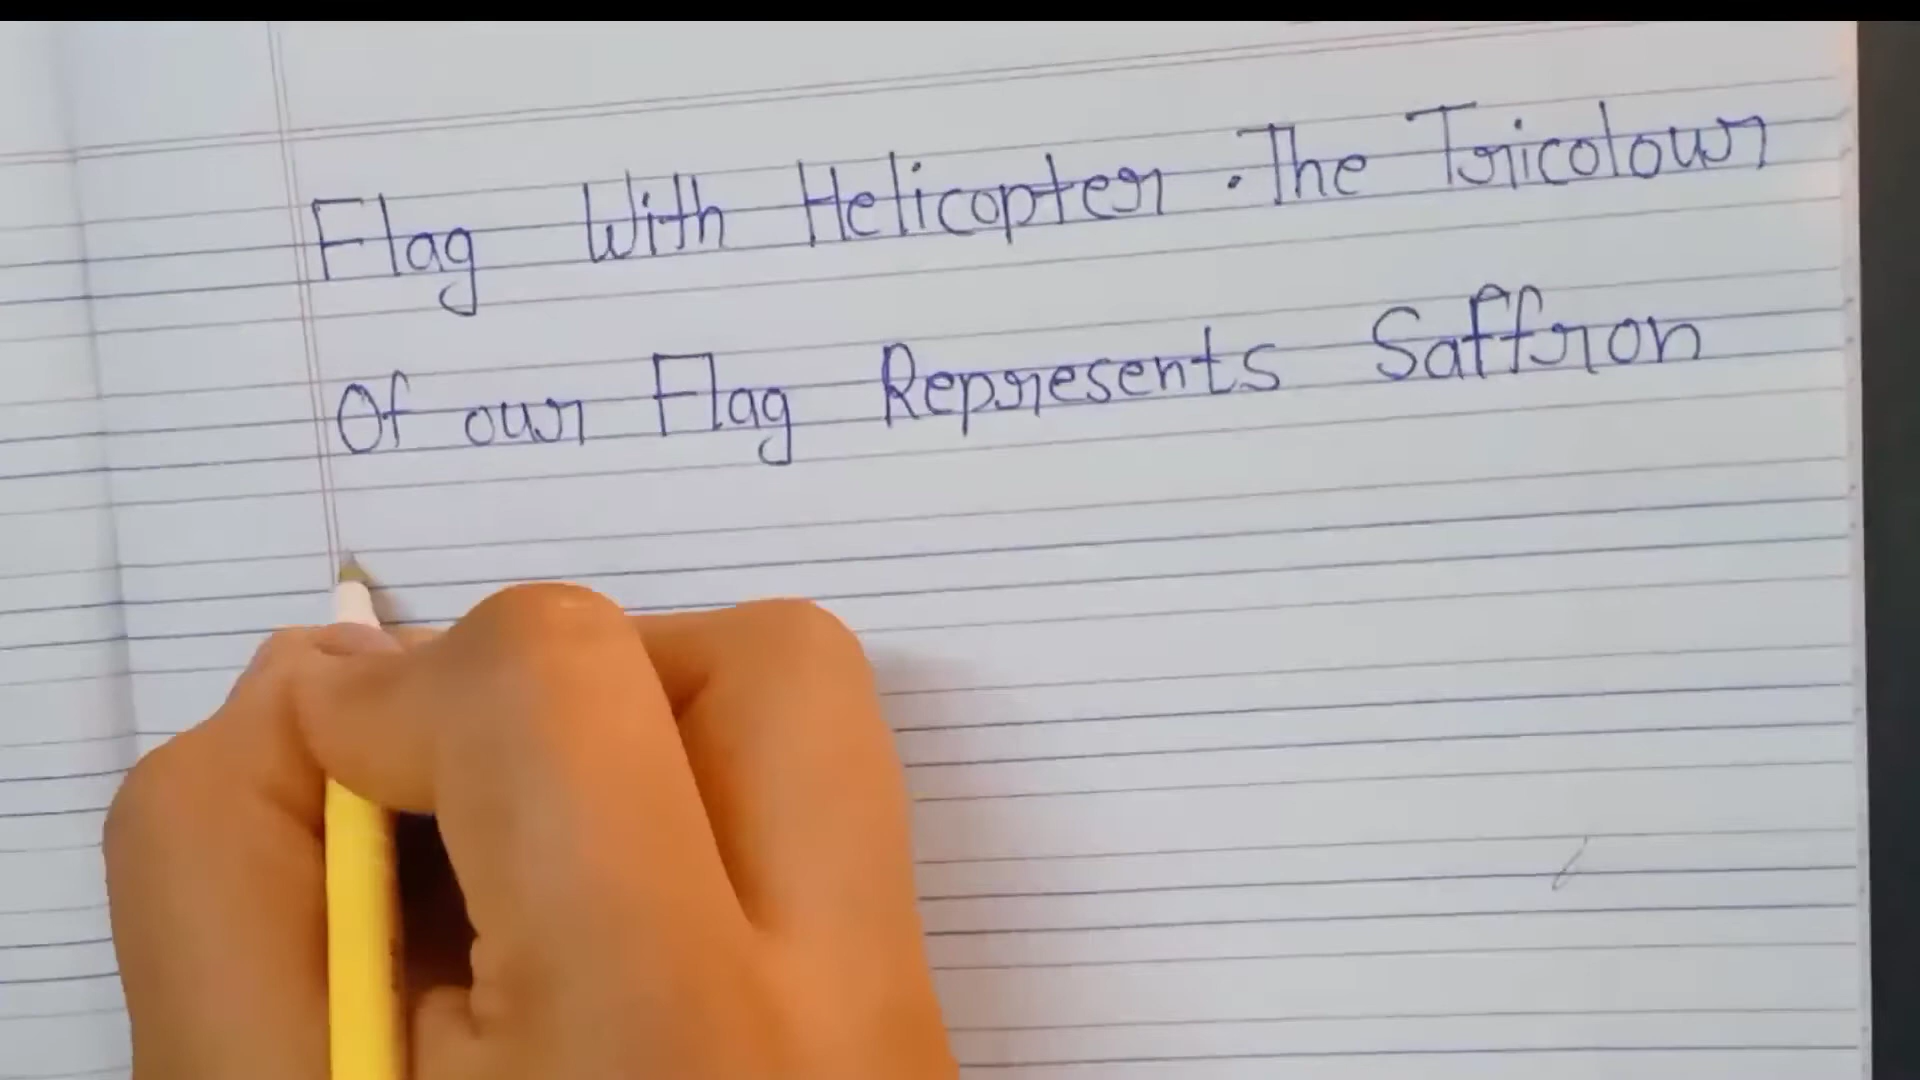 Flag With Helicopter . The Tricolour
Of our Flag Represents Saffron